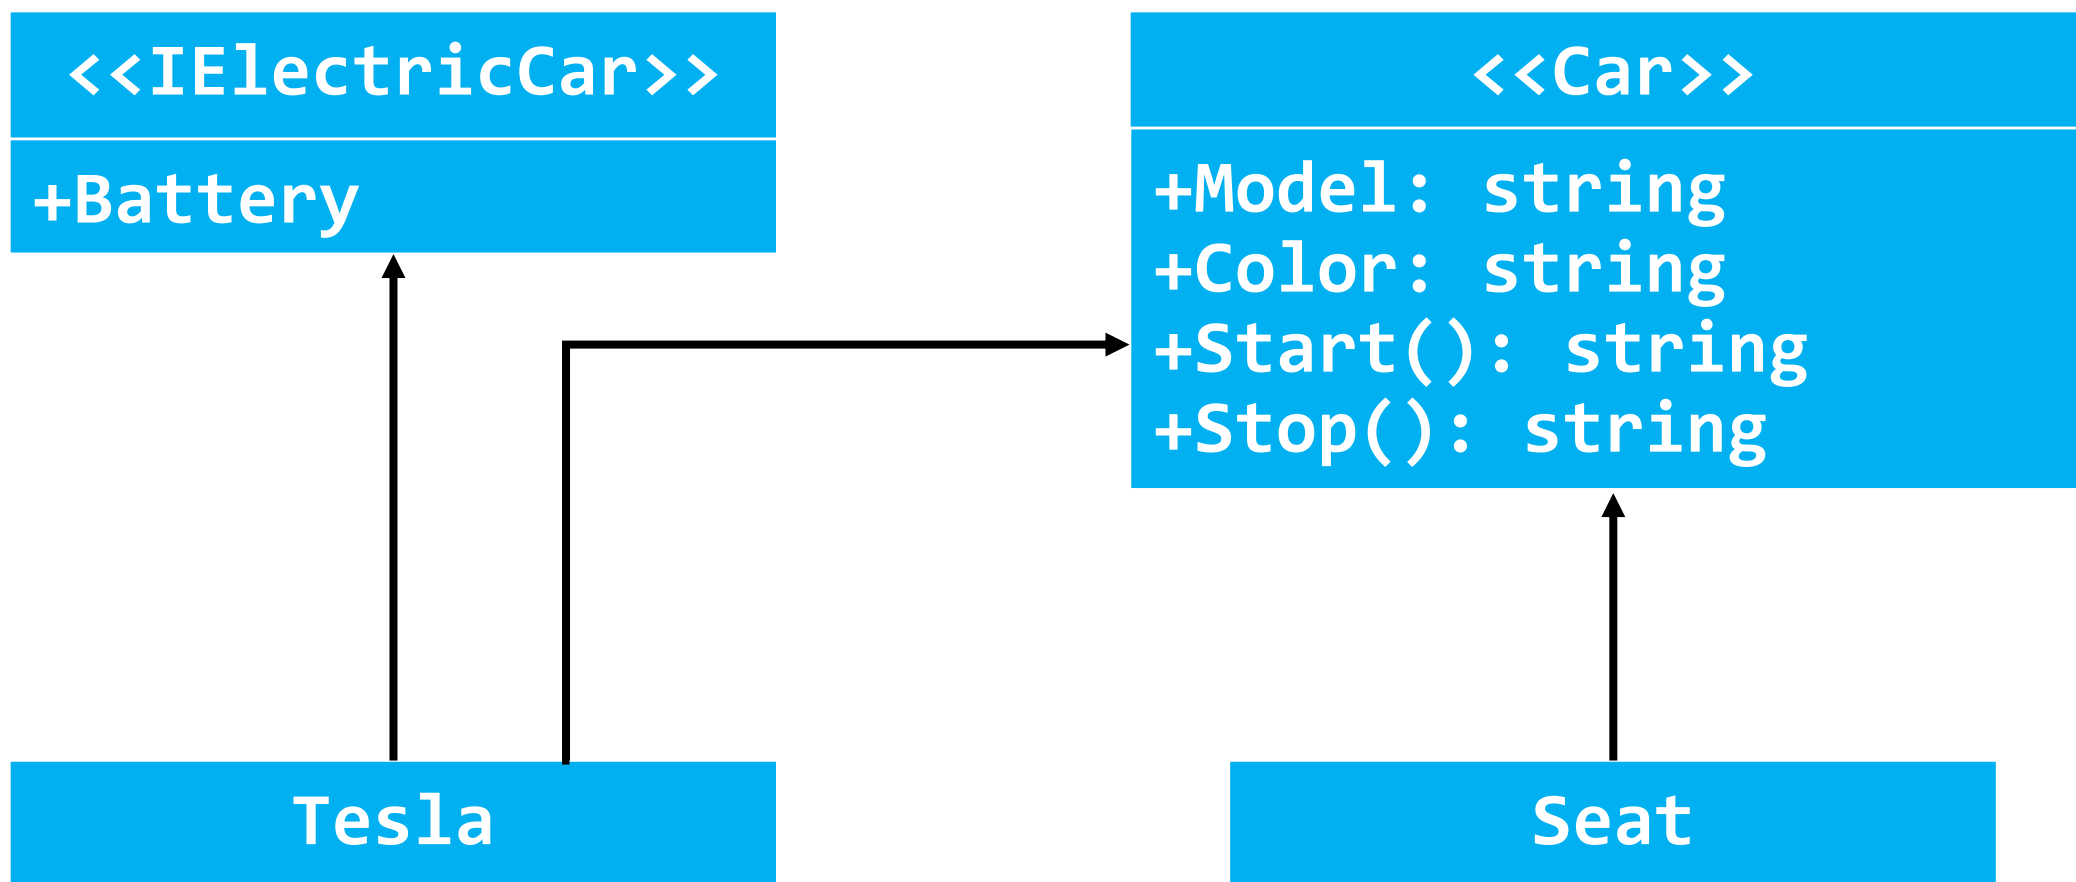 <<IElectricCar>>
+Battery
<<Car>>
+Model: string
+Color: string
+Start(): string
+Stop(): string
Tesla
Seat